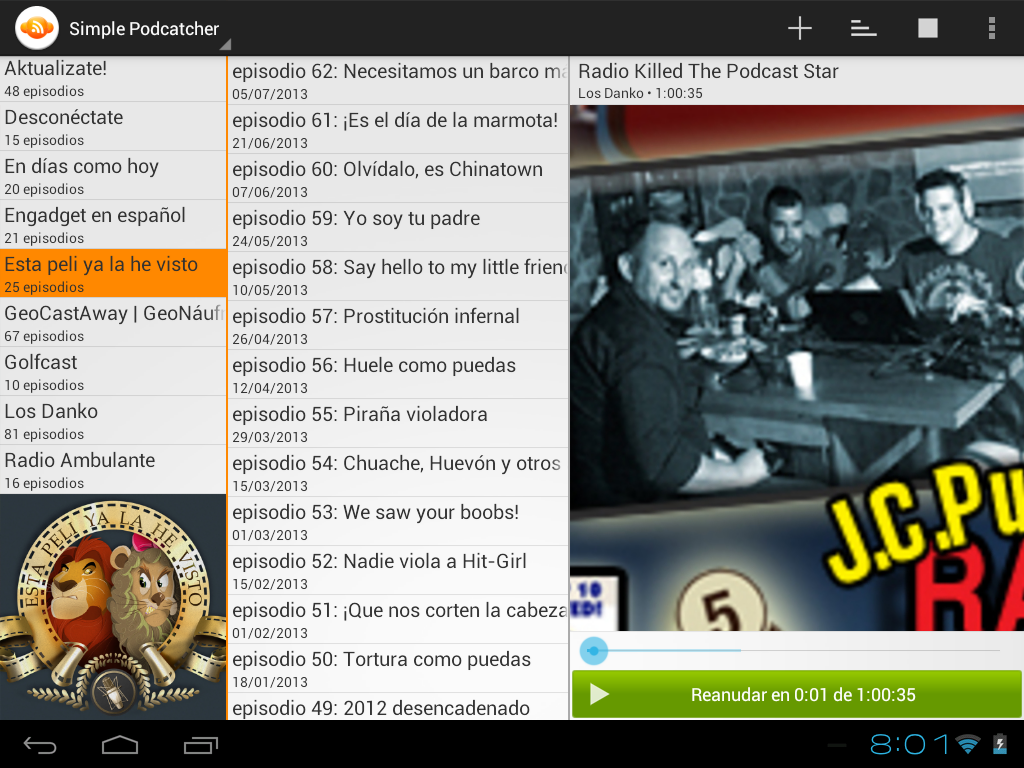 Simple Podcatcher
Aktualizate!
48 episodios
Desconéctate
15 episodios
En días como hoy
20 episodios
Engadget en español
21 episodios
Esta peli ya la he visto
25 episodios
GeoCastAway | GeoNáufr
67 episodios
Golfcast
10 episodios
Los Danko
81 episodios
Radio Ambulante
16 episodios
ESTA PELI YA LA HE VISTO
episodio 62: Necesitamos un barco ma
05/07/2013
episodio 61: ¡Es el día de la marmota!
21/06/2013
episodio 60: Olvídalo, es Chinatown
07/06/2013
episodio 59: Yo soy tu padre
24/05/2013
episodio 58: Say hello to my little frien
10/05/2013
episodio 57: Prostitución infernal
26/04/2013
episodio 56: Huele como puedas
12/04/2013
episodio 55: Piraña violadora
29/03/2013
episodio 54: Chuache, Huevón y otros
15/03/2013
episodio 53: We saw your boobs!
01/03/2013
episodio 52: Nadie viola a Hit-Girl
15/02/2013
episodio 51: ¡Que nos corten la cabeza
01/02/2013
episodio 50: Tortura como puedas
18/01/2013
episodio 49: 2012 desencadenado
Radio Killed The Podcast Star
Los Danko • 1:00:35
J.C.Pu
RA
10
ED!
5
Reanudar en 0:01 de 1:00:35
8:01